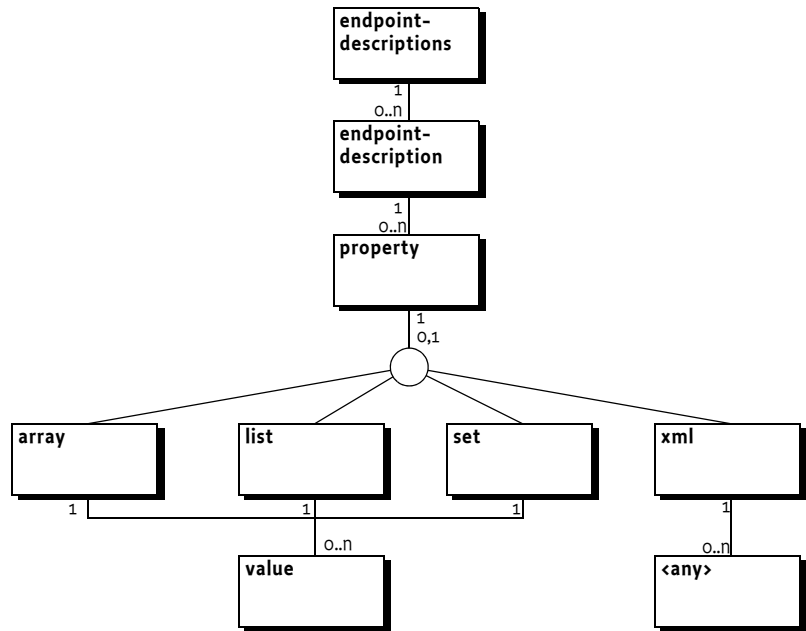 endpoint-
descriptions
1
0..n
endpoint-
description
1
0..n
property
1
0,1
array
list
set
xml
1
1
1
1
0..n
0..n
value
<any>